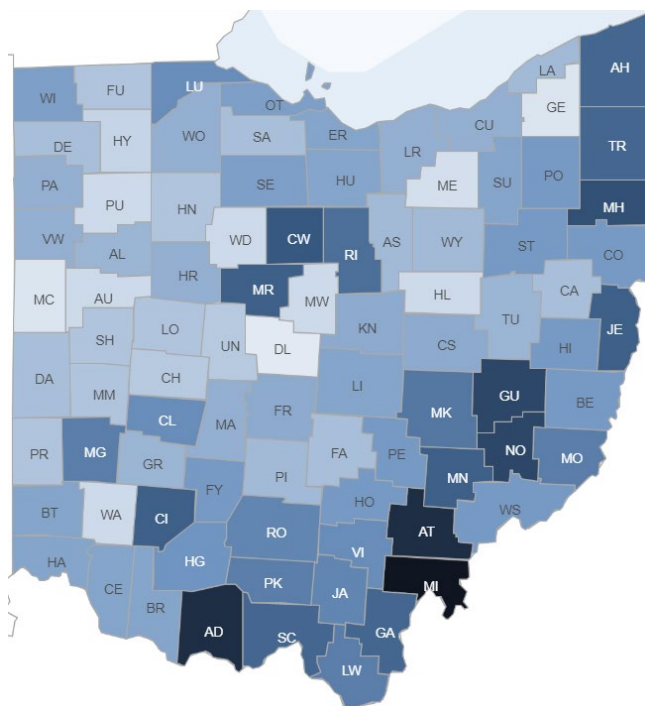 LA
AH
WI
FU
LU
OT
GE
CU
WO
DE
HY
SA
ER
LR
TR
ME
SU
PO
PA
SE
HU
PU
HN
MH
VW
WD
CW
RI
AS
WY
ST
CO
AL
HR
MC
AU
MR
MW
HL
CA
TU
LO
KN
JE
SH
UN
DL
CS
HI
DA
CH
MM
LI
GU
BE
CL
MA
FR
MK
PR
MG
GR
FA
PE
NO
MO
PI
MN
FY
HO
BT
WA
CI
WS
RO
AT
HA
HG
VI
CE
PK
JA
MI
BR
AD
SC
GA
LW